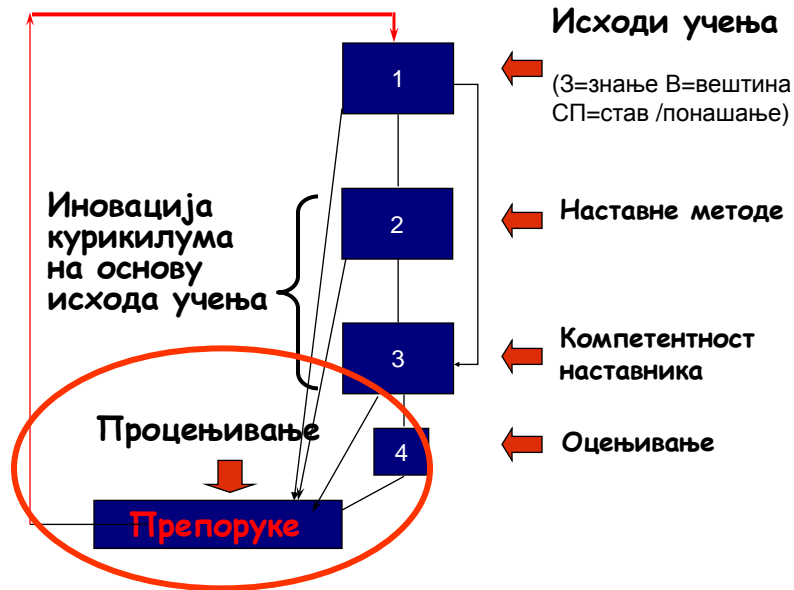 Исходи учења
1
(З=знање В=вештина
СП=став /понашање)
Иновација
курикилума
на основу
исхода учења
2
Наставне методе
3
Компетентност
наставника
Процењивање
4
Оцењивање
Препоруке